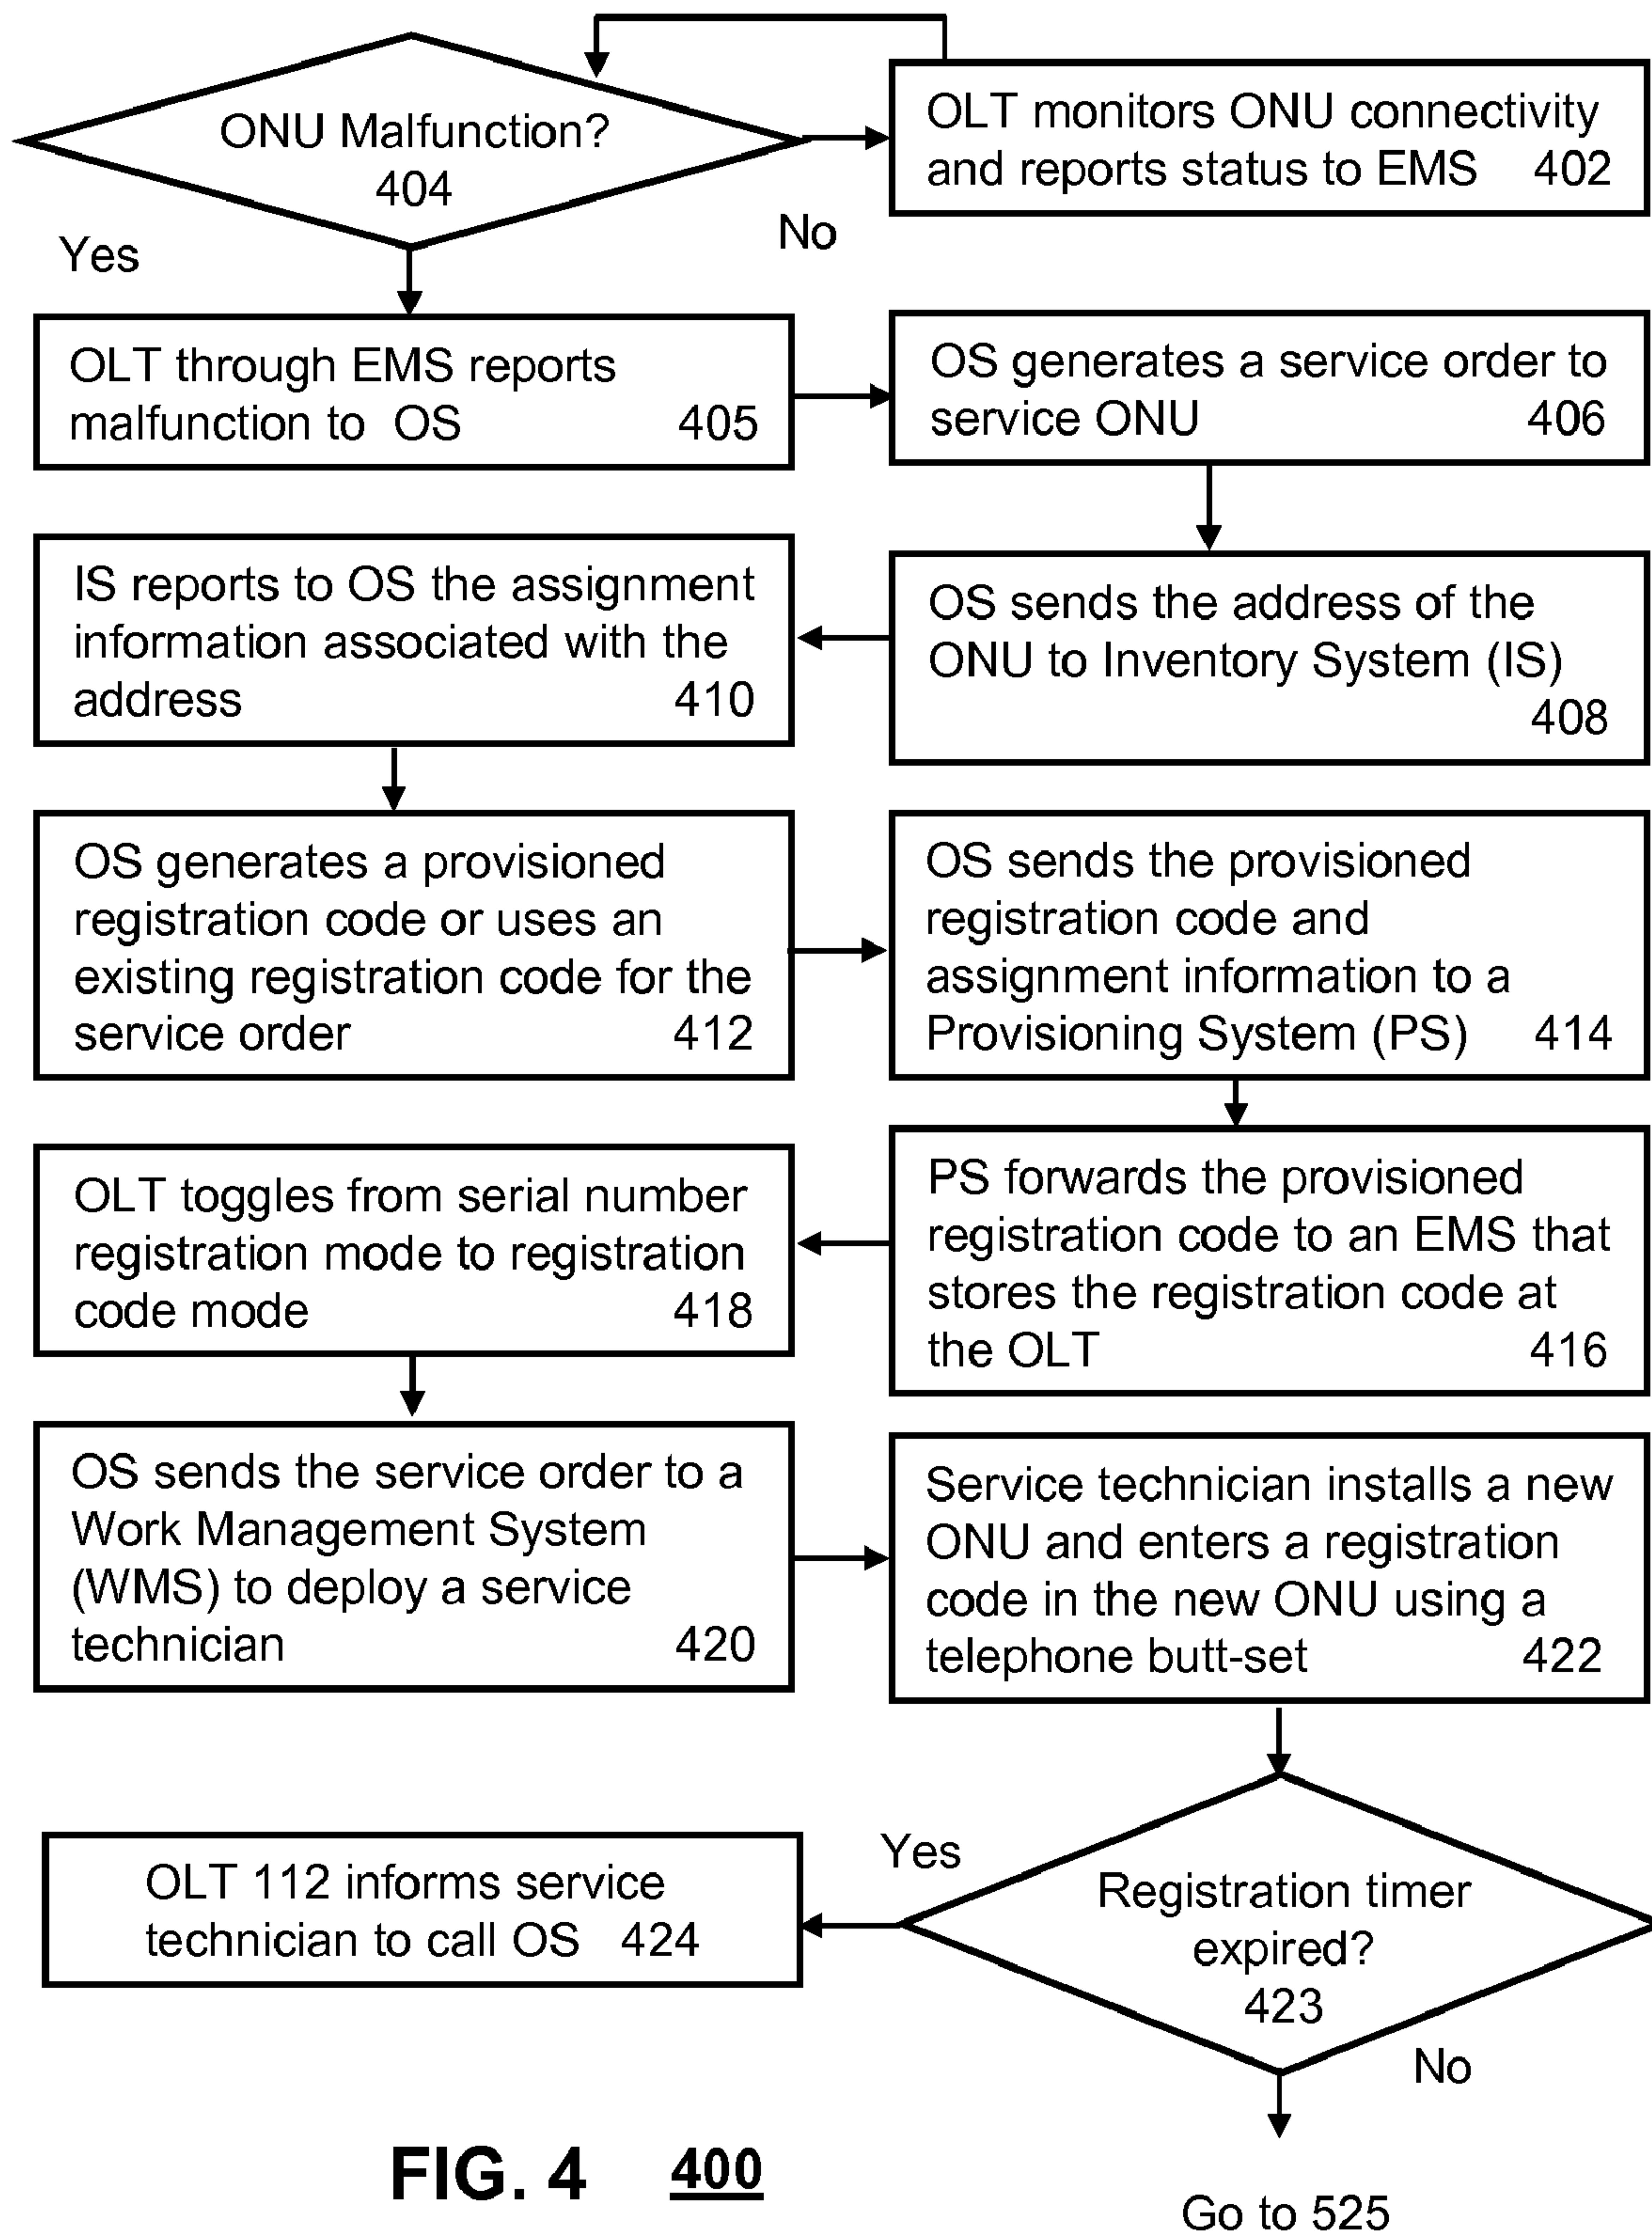 ONU Malfunction?
404
OLT monitors ONU connectivity
and reports status to EMS 402
Yes
No
OLT through EMS reports
malfunction to OS 405
OS generates a service order to
service ONU 406
IS reports to OS the assignment
information associated with the
address 410
OS sends the address of the
ONU to Inventory System (IS)
408
OS generates a provisioned
registration code or uses an
existing registration code for the
service order 412
OS sends the provisioned
registration code and
assignment information to a
Provisioning System (PS) 414
OLT toggles from serial number
registration mode to registration
code mode 418
PS forwards the provisioned
registration code to an EMS that
stores the registration code at
the OLT 416
OS sends the service order to a
Work Management System
(WMS) to deploy a service
technician 420
Service technician installs a new
ONU and enters a registration
code in the new ONU using a
telephone butt-set 422
Yes
OLT 112 informs service
technician to call OS 424
Registration timer
expired?
423
No
FIG. 4 400
Go to 525